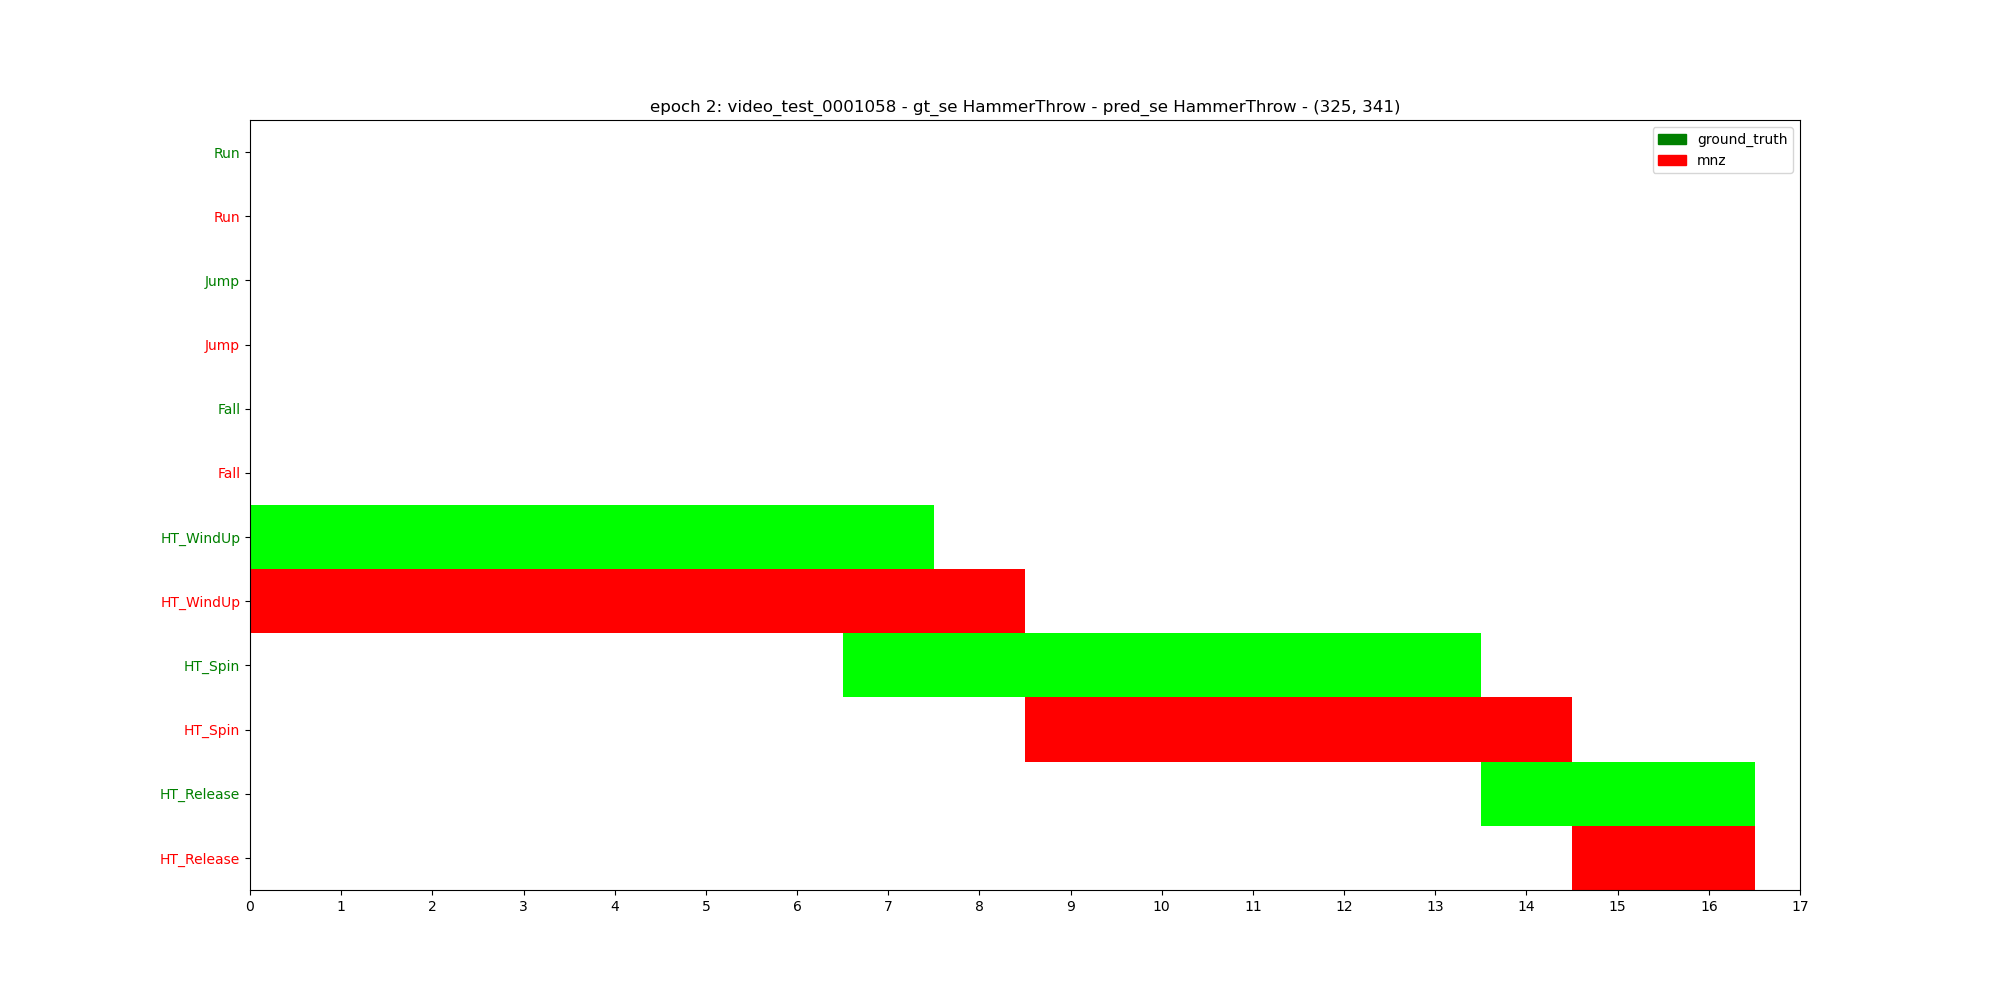 epoch 2: video_test_0001058 - gt_se HammerThrow - pred_se HammerThrow - (325, 341)
ground_truth
mnz
Run
Run
Jump
Jump
Fall
Fall
HT_WindUp
HT_WindUp
HT_Spin
HT_Spin
HT_Release
HT_Release
0 1 2 3 4 5 6 7 8 9 10 11 12 13 14 15 16 17